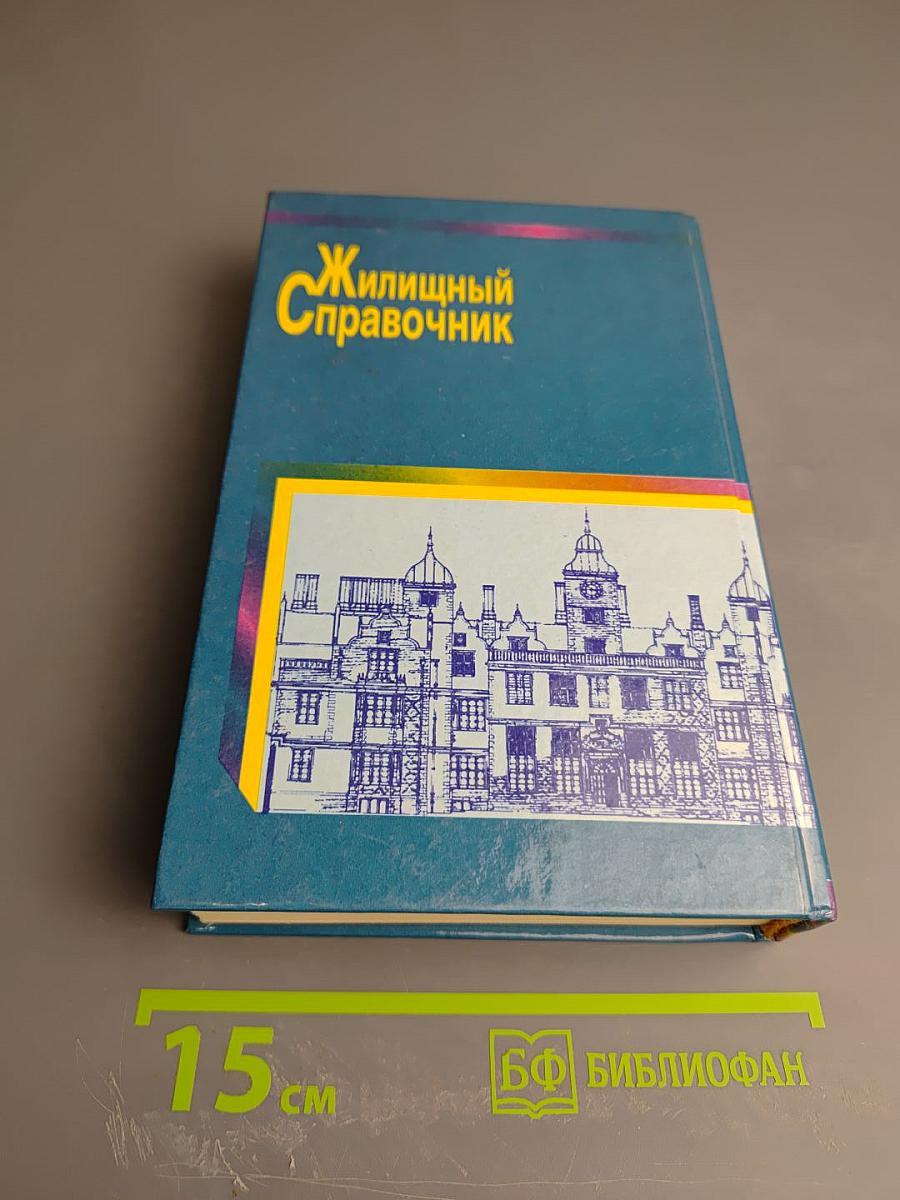 Жилищный
Справочник
15 см
БФ БИБЛИОФАН